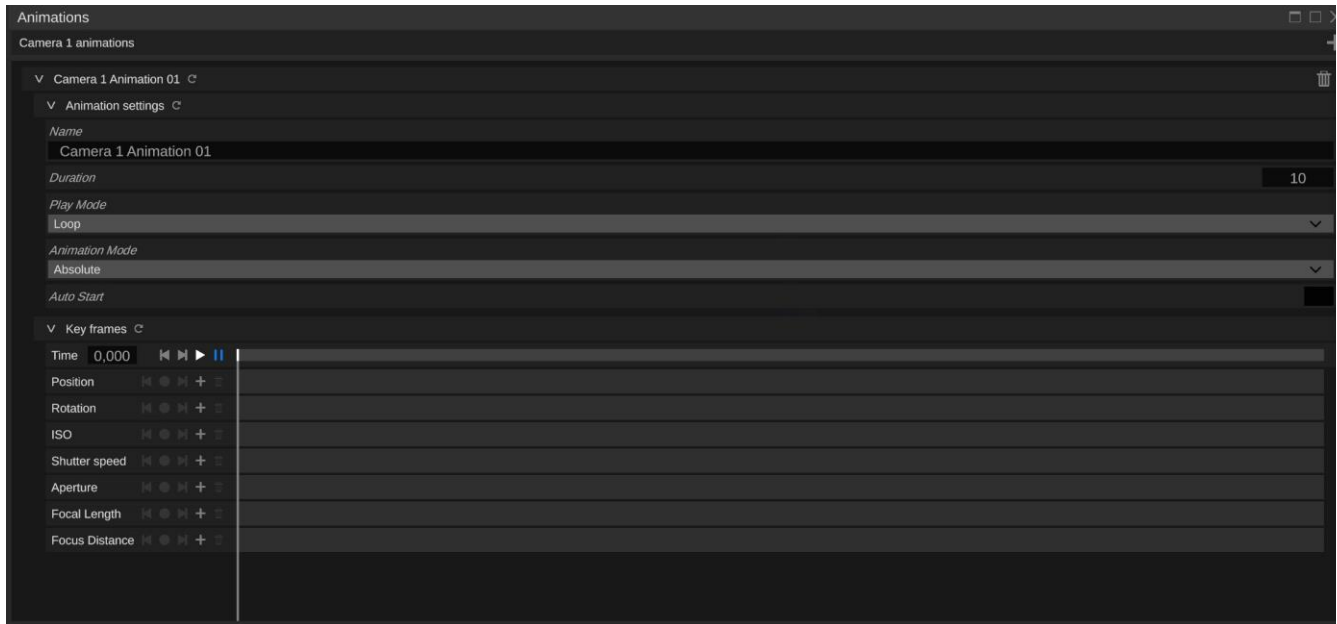 Animations
Camera 1 animations
Camera 1 Animation 01
Animation settings
Name
Camera 1 Animation 01
Duration 10
Play Mode
Loop
Animation Mode
Absolute
Auto Start
Key frames
Time 0,000
Position
Rotation
ISO
Shutter speed
Aperture
Focal Length
Focus Distance